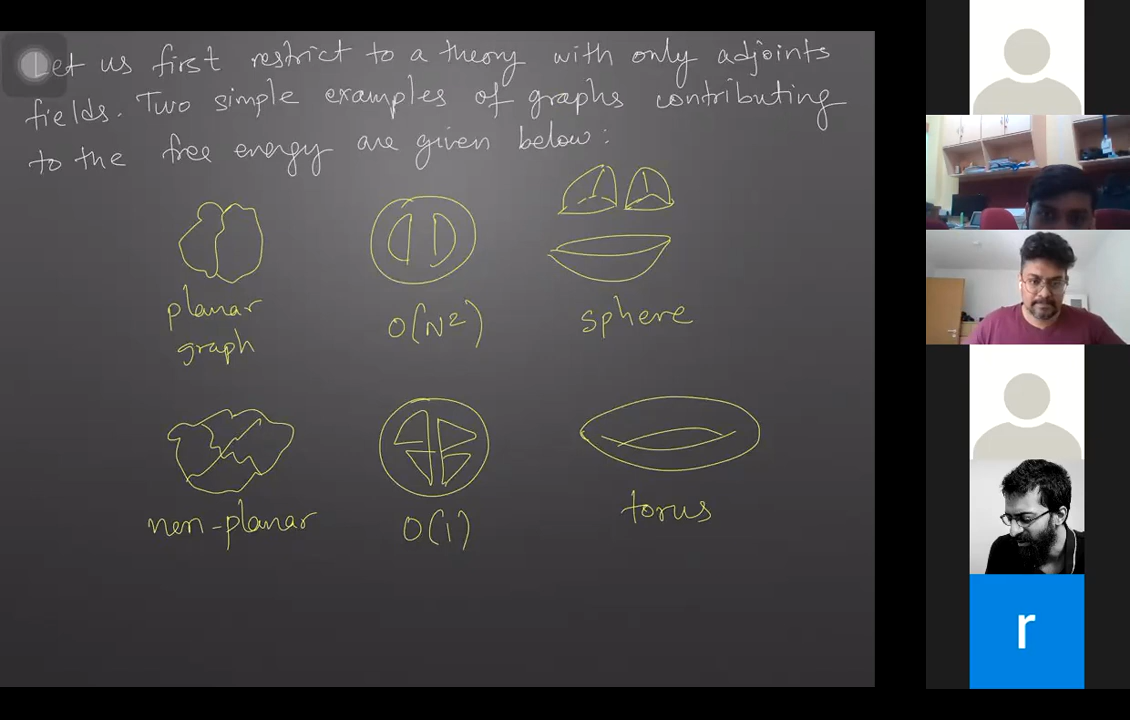 Let us first restrict to a theory with only adjoints
fields. Two simple examples of graphs contributing
to the free energy are given below:
planar
graph
O(N2)
sphere
non-planar
O(1)
torus
r